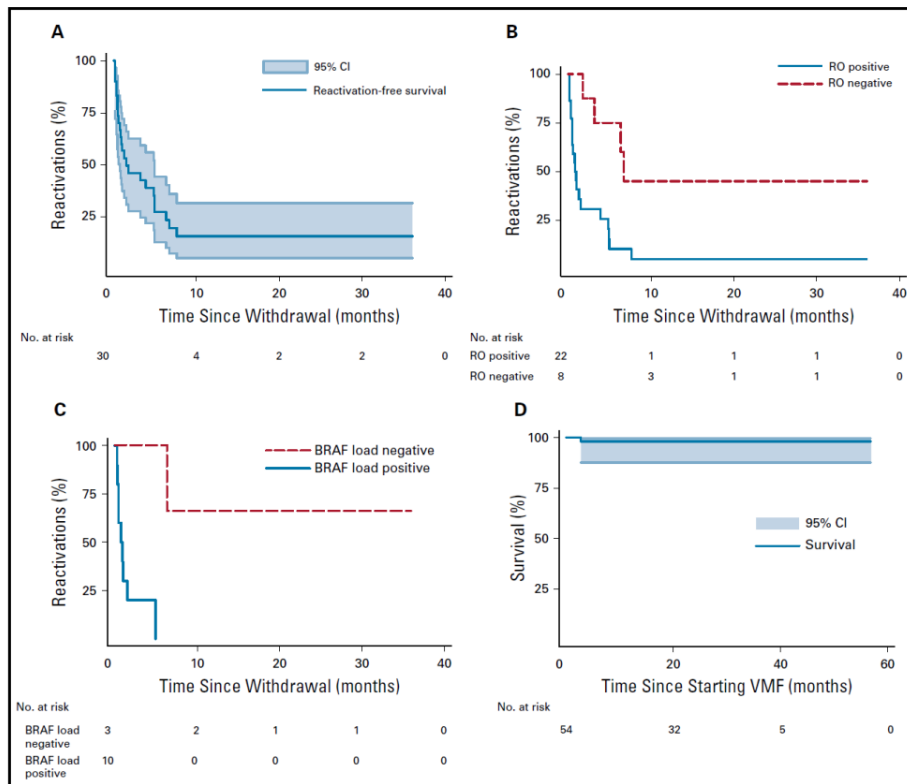 A
100
75
50
25
Reactivations (%)
95% CI
Reactivation-free survival
0 10 20 30 40
Time Since Withdrawal (months)
No. at risk
30 4 2 2 0
B
100
75
50
25
Reactivations (%)
RO positive
RO negative
0 10 20 30 40
Time Since Withdrawal (months)
No. at risk
RO positive 22 1 1 1 0
RO negative 8 3 1 1 0
C
100
75
50
25
Reactivations (%)
BRAF load negative
BRAF load positive
0 10 20 30 40
Time Since Withdrawal (months)
No. at risk
BRAF load 3 2 1 1 0
negative
BRAF load 10 0 0 0 0
positive
D
100
75
50
25
Survival (%)
95% CI
Survival
0 20 40 60
Time Since Starting VMF (months)
No. at risk
54 32 5 0